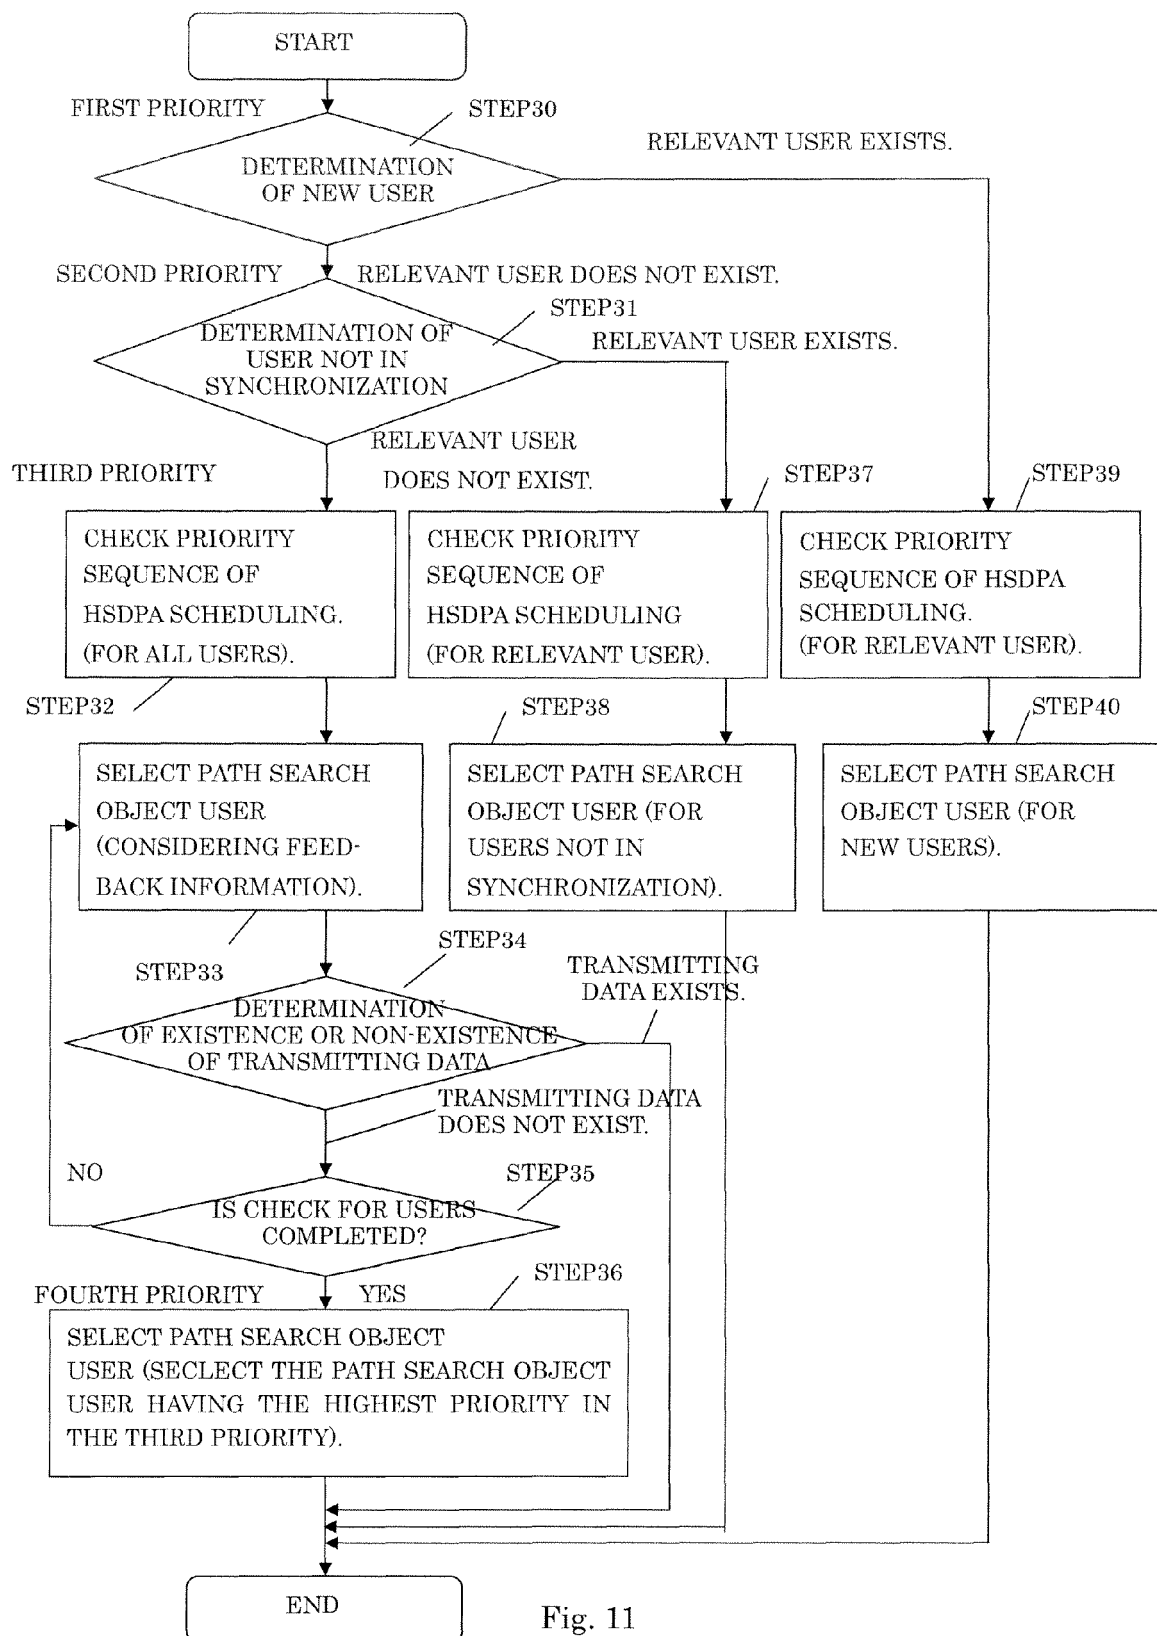 START
FIRST PRIORITY
STEP30
RELEVANT USER EXISTS.
DETERMINATION
OF NEW USER
SECOND PRIORITY
RELEVANT USER DOES NOT EXIST.
STEP31
DETERMINATION OF
USER NOT IN
SYNCHRONIZATION
RELEVANT USER EXISTS.
RELEVANT USER
DOES NOT EXIST.
THIRD PRIORITY
STEP37
STEP39
CHECK PRIORITY
SEQUENCE OF
HSDPA SCHEDULING.
(FOR ALL USERS).
CHECK PRIORITY
SEQUENCE OF
HSDPA SCHEDULING
(FOR RELEVANT USER).
CHECK PRIORITY
SEQUENCE OF HSDPA
SCHEDULING.
(FOR RELEVANT USER).
STEP32
STEP38
STEP40
SELECT PATH SEARCH
OBJECT USER
(CONSIDERING FEED-
BACK INFORMATION).
SELECT PATH SEARCH
OBJECT USER (FOR
USERS NOT IN
SYNCHRONIZATION).
SELECT PATH SEARCH
OBJECT USER (FOR
NEW USERS).
STEP33
STEP34
TRANSMITTING
DATA EXISTS.
DETERMINATION
OF EXISTENCE OR NON-EXISTENCE
OF TRANSMITTING DATA
TRANSMITTING DATA
DOES NOT EXIST.
NO
STEP35
IS CHECK FOR USERS
COMPLETED?
FOURTH PRIORITY
YES
STEP36
SELECT PATH SEARCH OBJECT
USER (SECLECT THE PATH SEARCH OBJECT
USER HAVING THE HIGHEST PRIORITY IN
THE THIRD PRIORITY).
END
Fig. 11